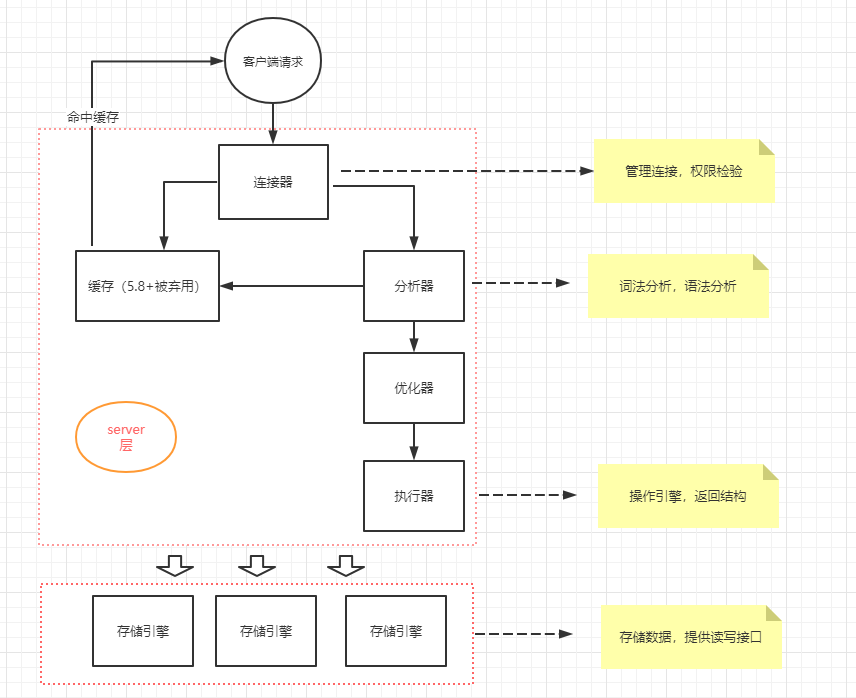 客户端请求
命中缓存
连接器
管理连接，权限检验
缓存（5.8+被弃用）
分析器
词法分析，语法分析
优化器
server
层
执行器
操作引擎，返回结构
存储引擎
存储引擎
存储引擎
存储数据，提供读写接口